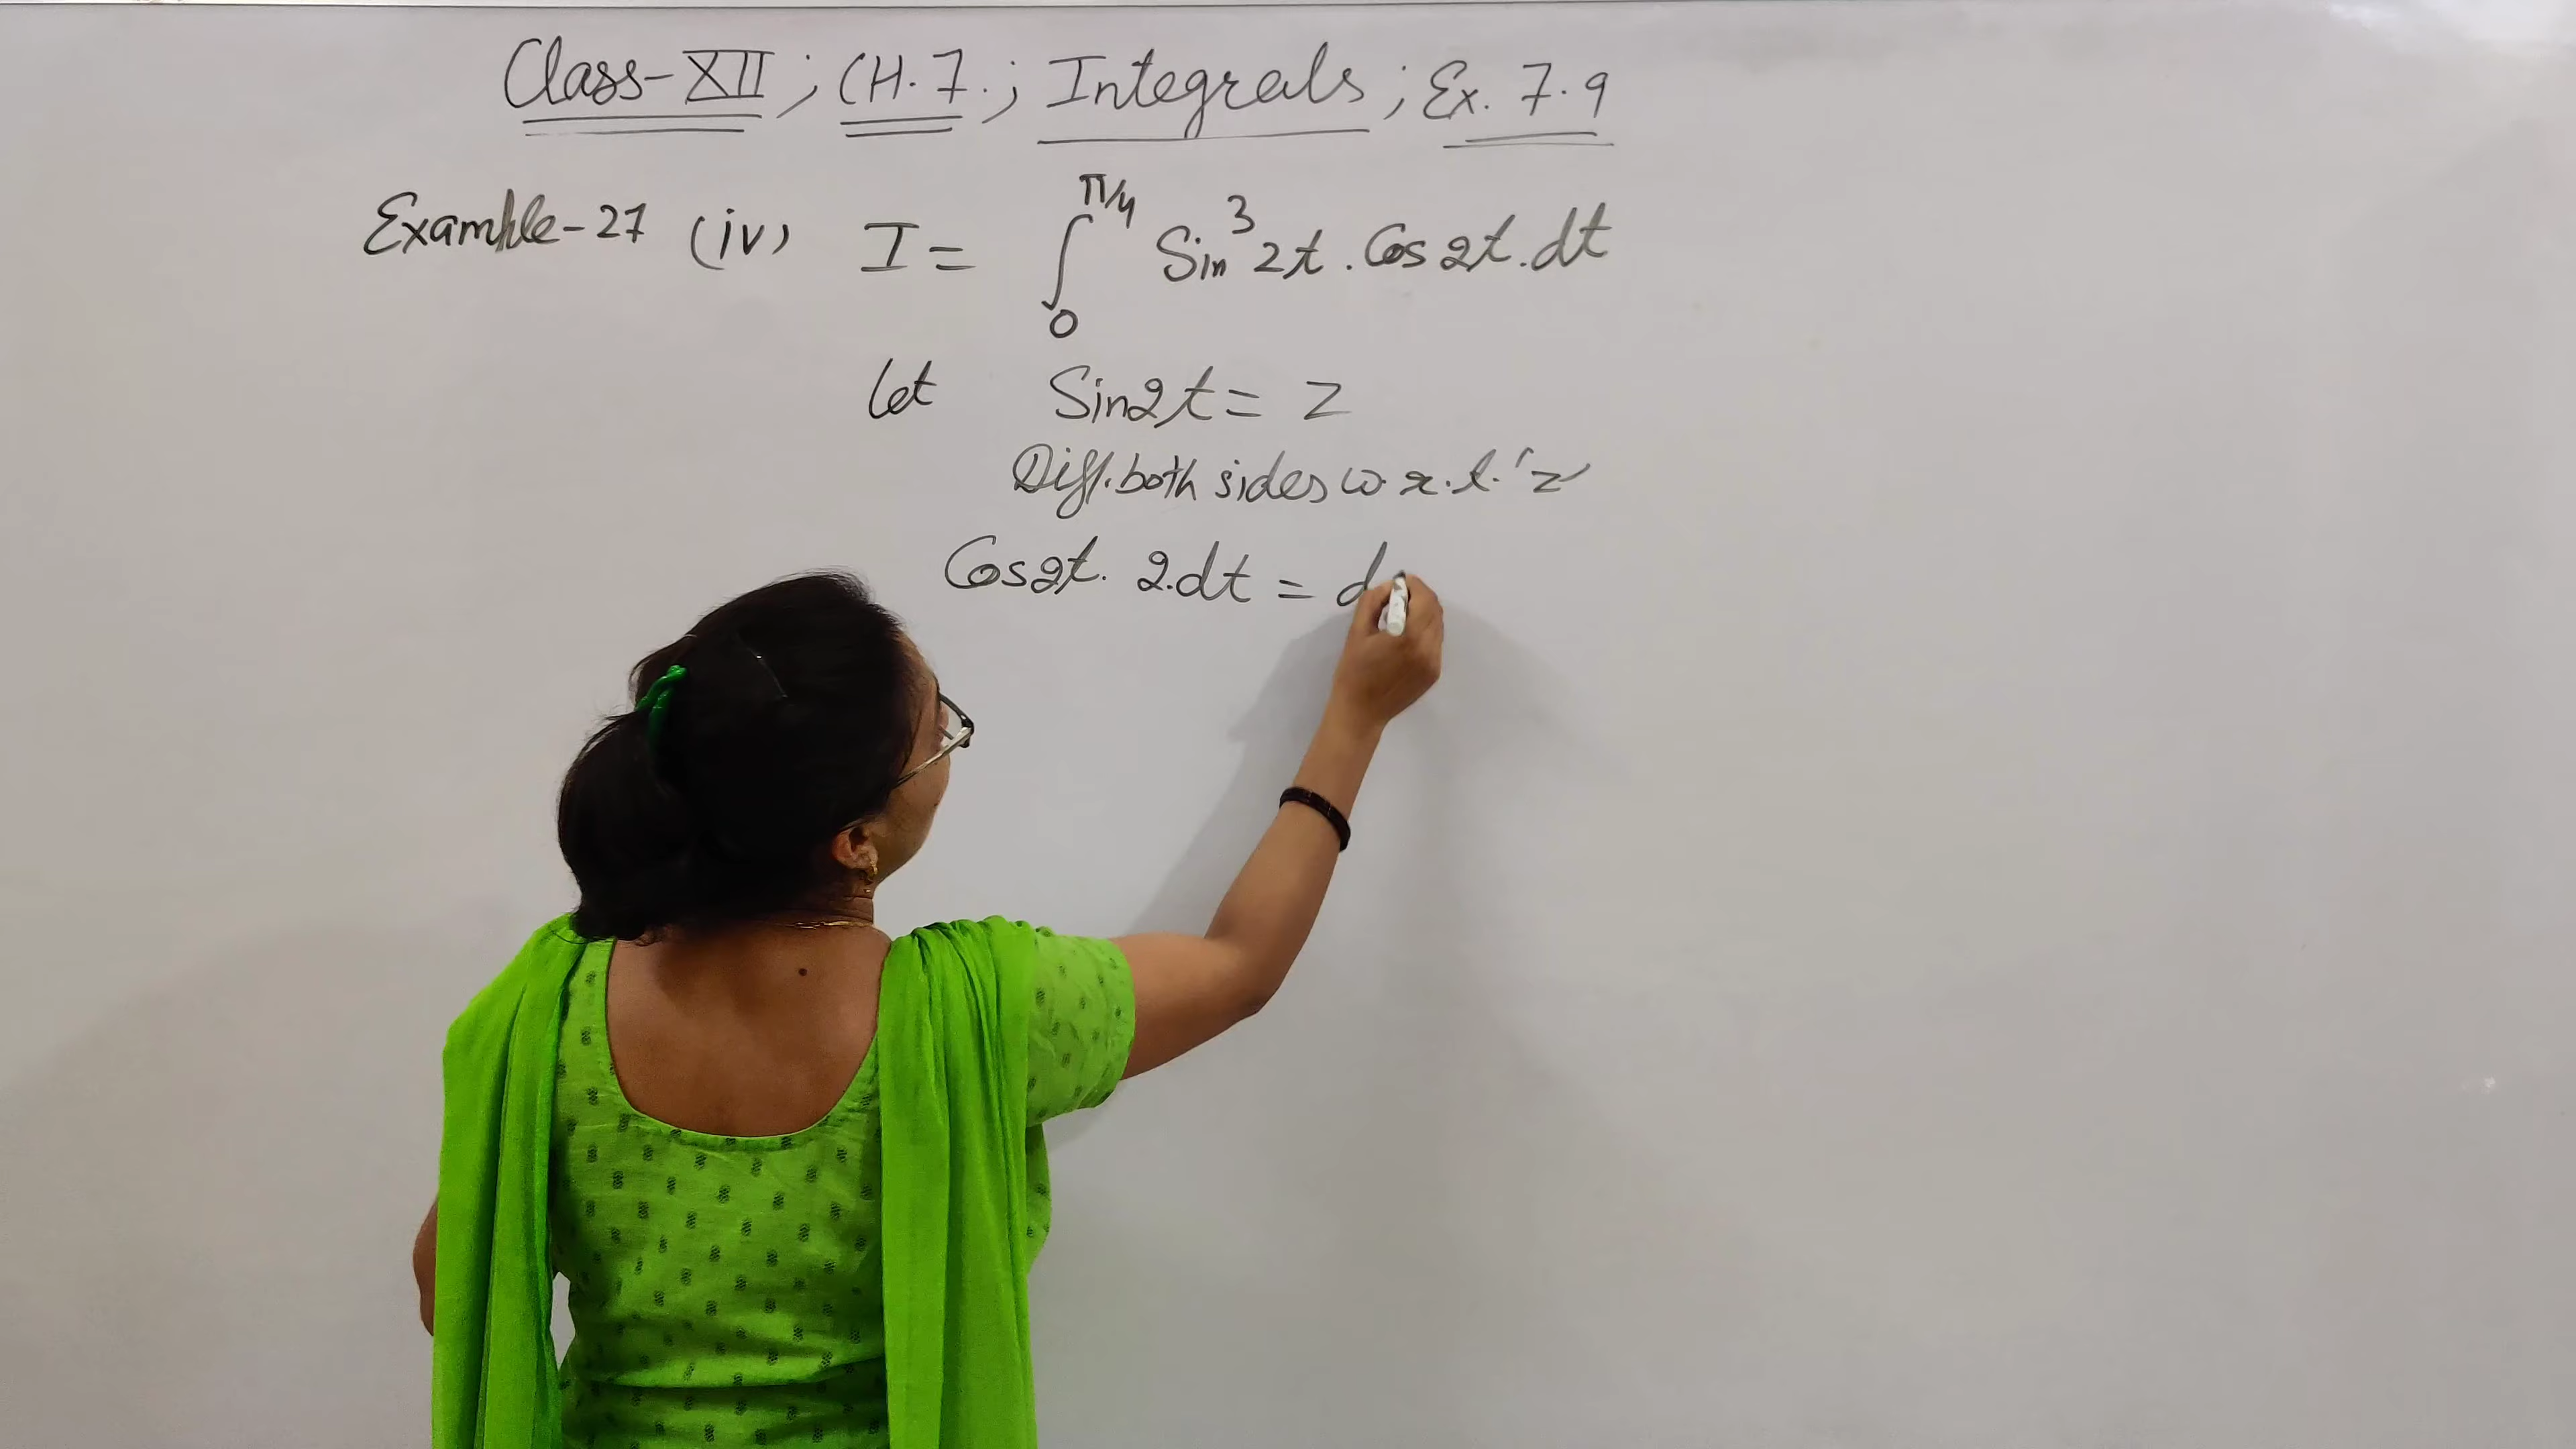 Class-XII ; CH. 7. ; Integrals ; Ex. 7.9
Example-27 (iv) I = ∫₀^π/4 Sin³2t . Cos 2t . dt
let Sin2t = z
Diff. both sides w.r.t. 'z'
Cos2t. 2.dt = d